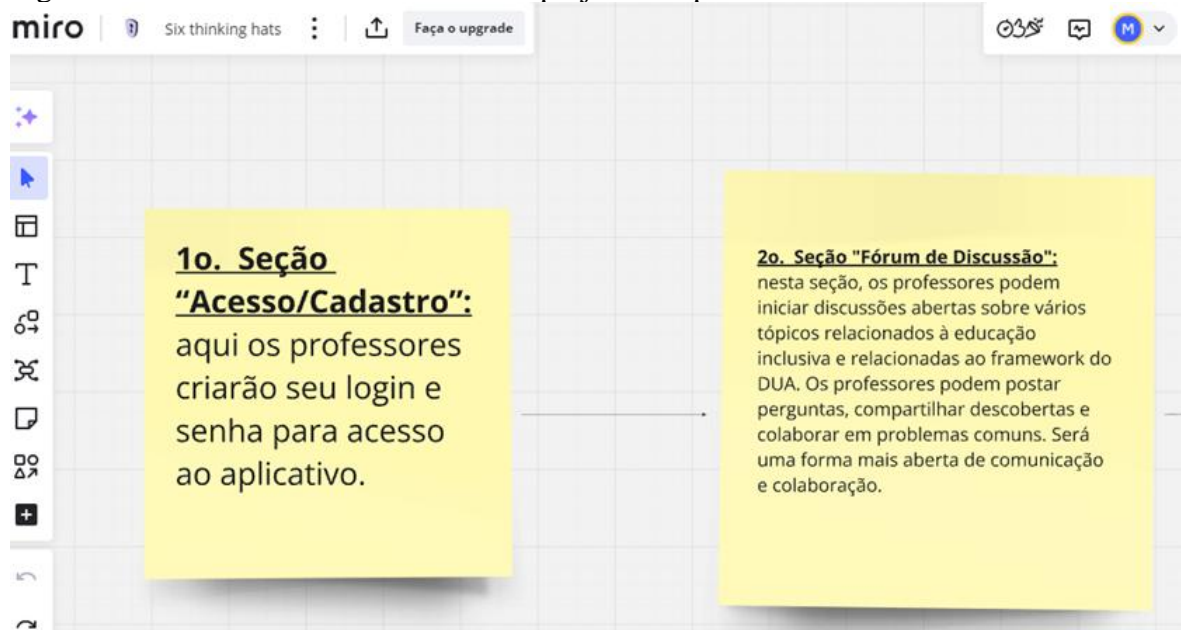 miro
Six thinking hats
Faça o upgrade
M
T
1o. Seção
“Acesso/Cadastro”:
aqui os professores
criarão seu login e
senha para acesso
ao aplicativo.
2o. Seção "Fórum de Discussão":
nesta seção, os professores podem
iniciar discussões abertas sobre vários
tópicos relacionados à educação
inclusiva e relacionadas ao framework do
DUA. Os professores podem postar
perguntas, compartilhar descobertas e
colaborar em problemas comuns. Será
uma forma mais aberta de comunicação
e colaboração.